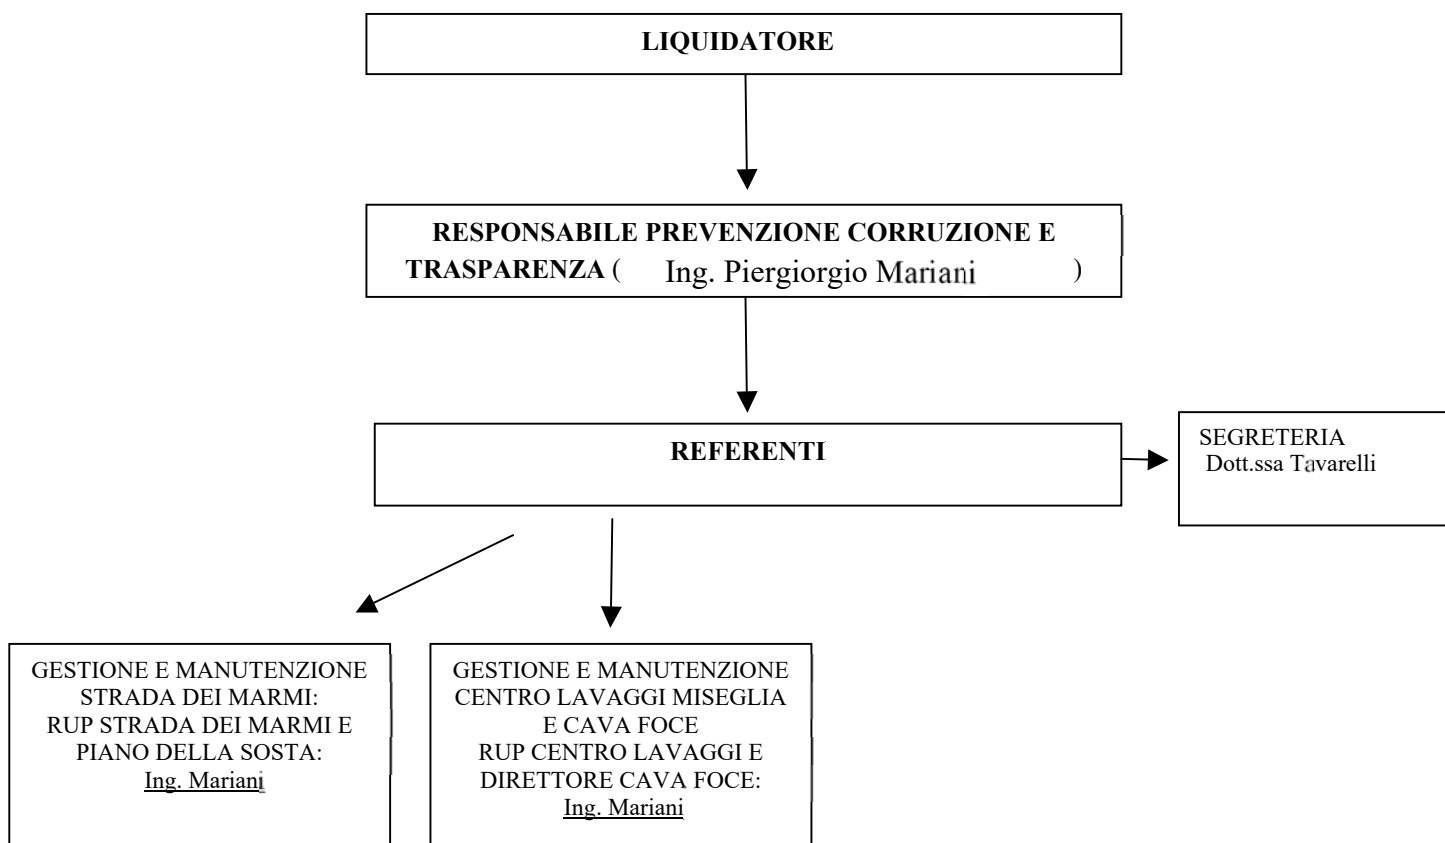 LIQUIDATORE
RESPONSABILE PREVENZIONE CORRUZIONE E
TRASPARENZA ( Ing. Piergiorgio Mariani )
REFERENTI
SEGRETERIA
Dott.ssa Tavarelli
GESTIONE E MANUTENZIONE
STRADA DEI MARMI:
RUP STRADA DEI MARMI E
PIANO DELLA SOSTA:
Ing. Mariani
GESTIONE E MANUTENZIONE
CENTRO LAVAGGI MISEGLIA
E CAVA FOCE
RUP CENTRO LAVAGGI E
DIRETTORE CAVA FOCE:
Ing. Mariani